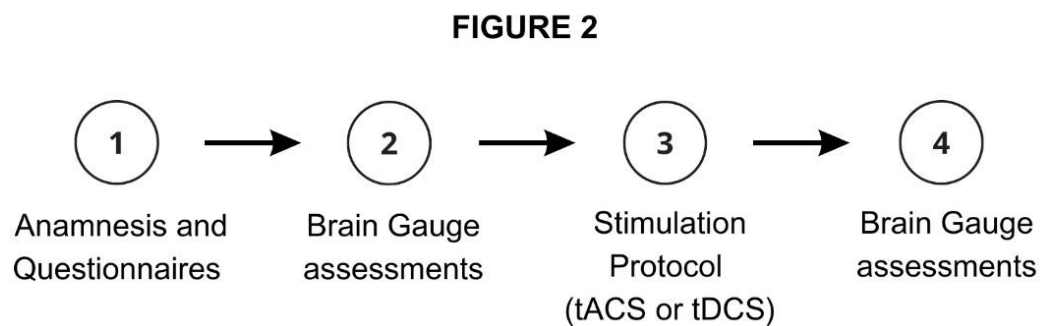 FIGURE 2
1
2
3
4
Anamnesis and
Questionnaires
Brain Gauge
assessments
Stimulation
Protocol
(tACS or tDCS)
Brain Gauge
assessments